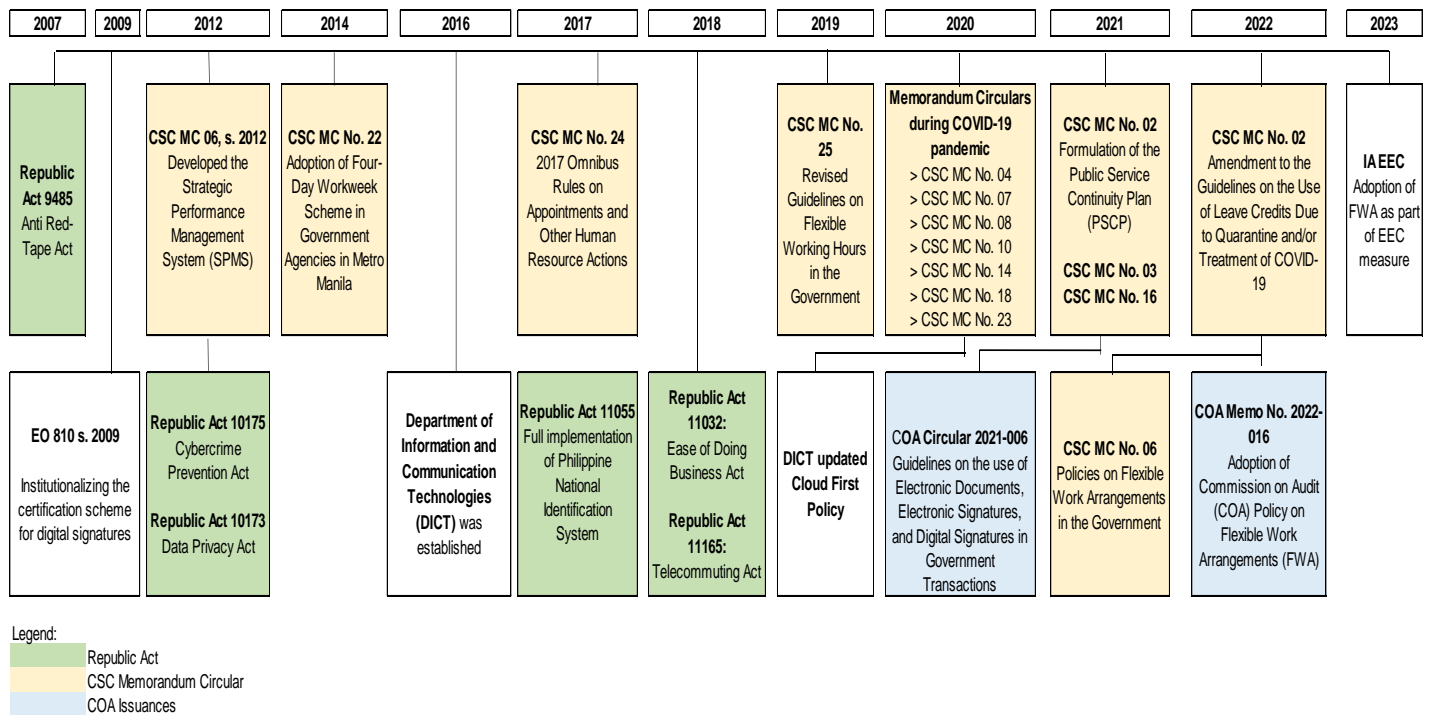 2007
2009
2012
2014
2016
2017
2018
2019
2020
2021
2022
2023
Republic
Act 9485
Anti Red-
Tape Act
CSC MC 06, s. 2012
Developed the
Strategic
Performance
Management
System (SPMS)
CSC MC No. 22
Adoption of Four-
Day Workweek
Scheme in
Government
Agencies in Metro
Manila
CSC MC No. 24
2017 Omnibus
Rules on
Appointments and
Other Human
Resource Actions
CSC MC No.
25
Revised
Guidelines on
Flexible
Working Hours
in the
Government
Memorandum Circulars
during COVID-19
pandemic
> CSC MC No. 04
> CSC MC No. 07
> CSC MC No. 08
> CSC MC No. 10
> CSC MC No. 14
> CSC MC No. 18
> CSC MC No. 23
CSC MC No. 02
Formulation of the
Public Service
Continuity Plan
(PSCP)
CSC MC No. 03
CSC MC No. 16
CSC MC No. 02
Amendment to the
Guidelines on the Use
of Leave Credits Due
to Quarantine and/or
Treatment of COVID-
19
IAEEC
Adoption of
FWA as part
of EEC
measure
EO 810 s. 2009
Institutionalizing the
certification scheme
for digital signatures
Republic Act 10175
Cybercrime
Prevention Act
Republic Act 10173
Data Privacy Act
Department of
Information and
Communication
Technologies
(DICT) was
established
Republic Act 11055
Full implementation
of Philippine
National
Identification
System
Republic Act
11032:
Ease of Doing
Business Act
Republic Act
11165:
Telecommuting Act
DICT updated
Cloud First
Policy
COA Circular 2021-006
Guidelines on the use of
Electronic Documents,
Electronic Signatures,
and Digital Signatures in
Government
Transactions
CSC MC No. 06
Policies on Flexible
Work Arrangements
in the Government
COA Memo No. 2022-
016
Adoption of
Commission on Audit
(COA) Policy on
Flexible Work
Arrangements (FWA)
Legend:
Republic Act
CSC Memorandum Circular
COA Issuances